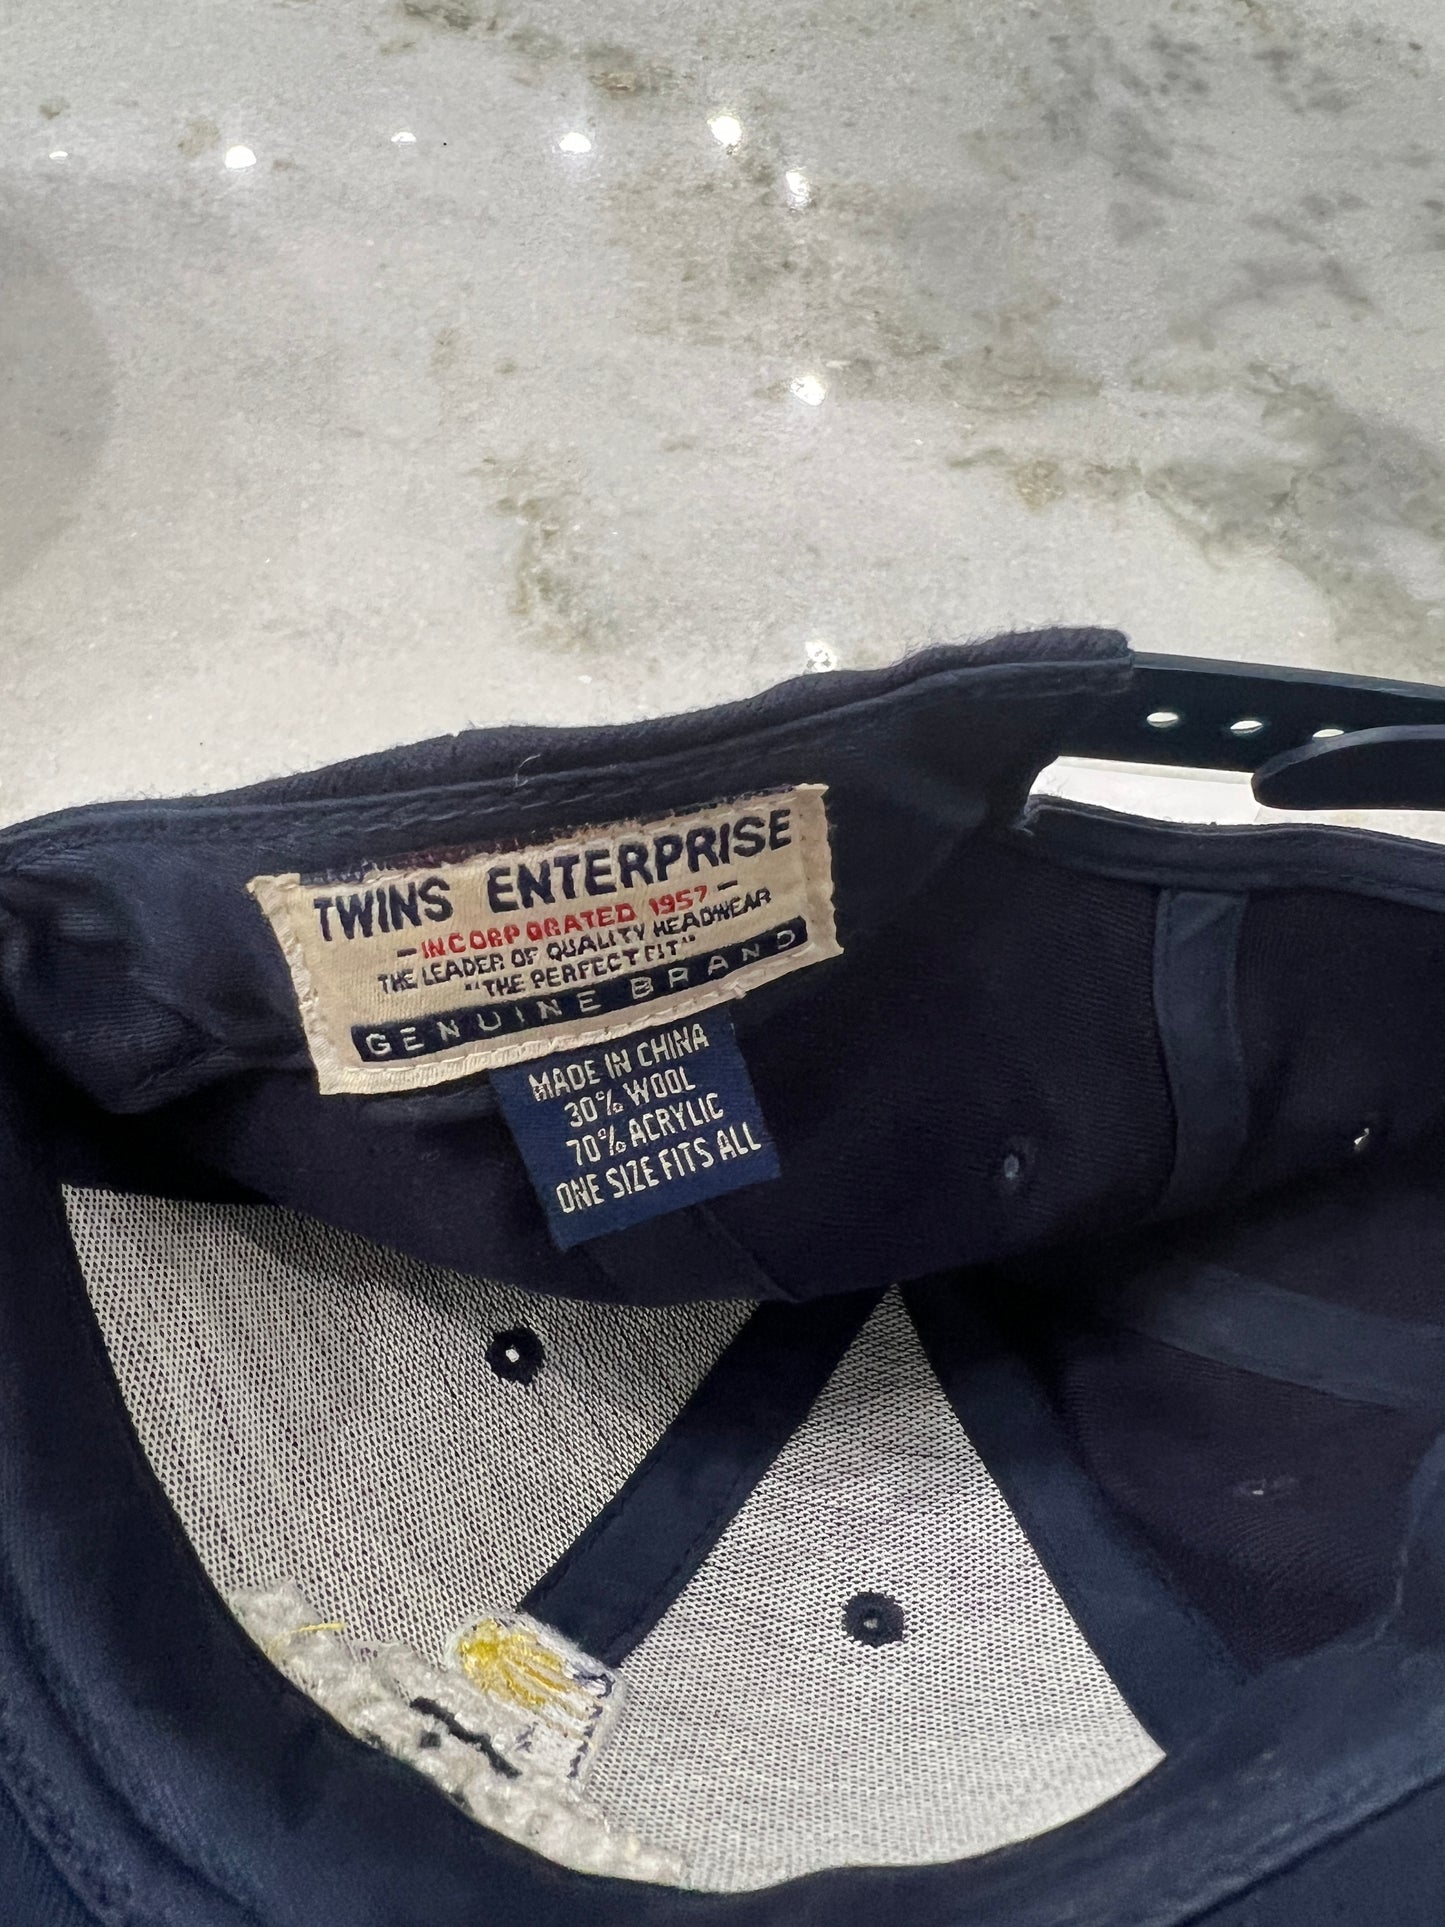 TWINS ENTERPRISE
- INCORPORATED 1957 -
THE LEADER OF QUALITY HEADWEAR
"THE PERFECT FIT"
GENUINE BRAND
MADE IN CHINA
30% WOOL
70% ACRYLIC
ONE SIZE FITS ALL